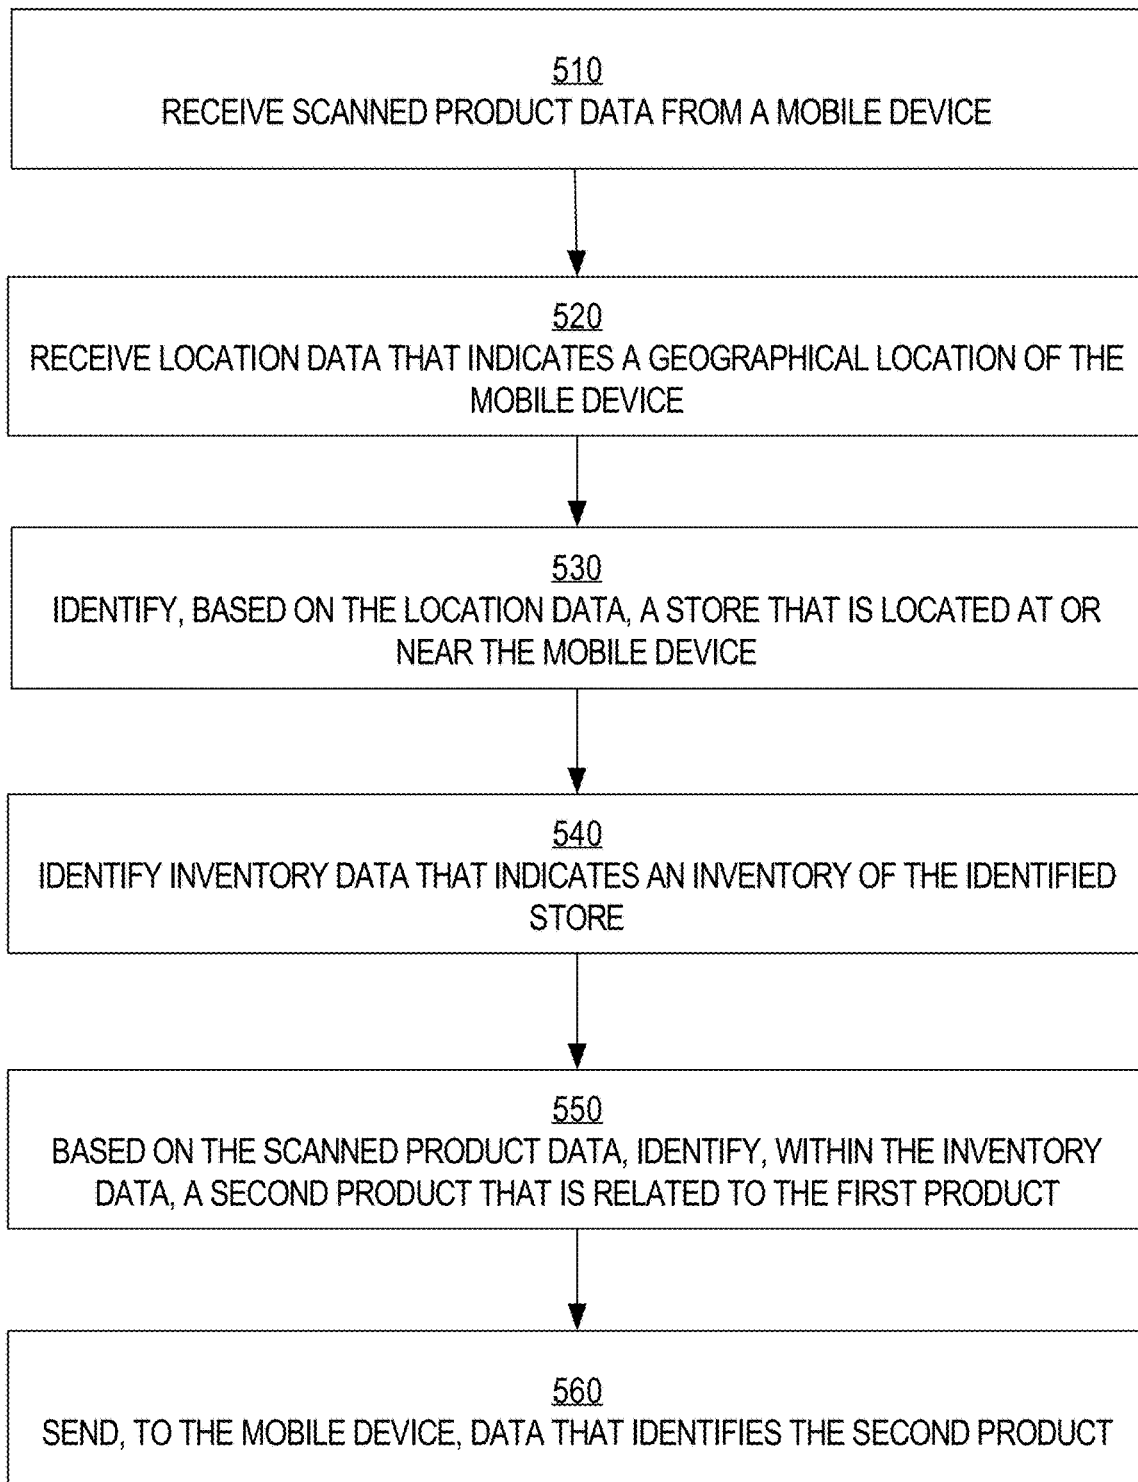 510
RECEIVE SCANNED PRODUCT DATA FROM A MOBILE DEVICE
520
RECEIVE LOCATION DATA THAT INDICATES A GEOGRAPHICAL LOCATION OF THE
MOBILE DEVICE
530
IDENTIFY, BASED ON THE LOCATION DATA, A STORE THAT IS LOCATED AT OR
NEAR THE MOBILE DEVICE
540
IDENTIFY INVENTORY DATA THAT INDICATES AN INVENTORY OF THE IDENTIFIED
STORE
550
BASED ON THE SCANNED PRODUCT DATA, IDENTIFY, WITHIN THE INVENTORY
DATA, A SECOND PRODUCT THAT IS RELATED TO THE FIRST PRODUCT
560
SEND, TO THE MOBILE DEVICE, DATA THAT IDENTIFIES THE SECOND PRODUCT